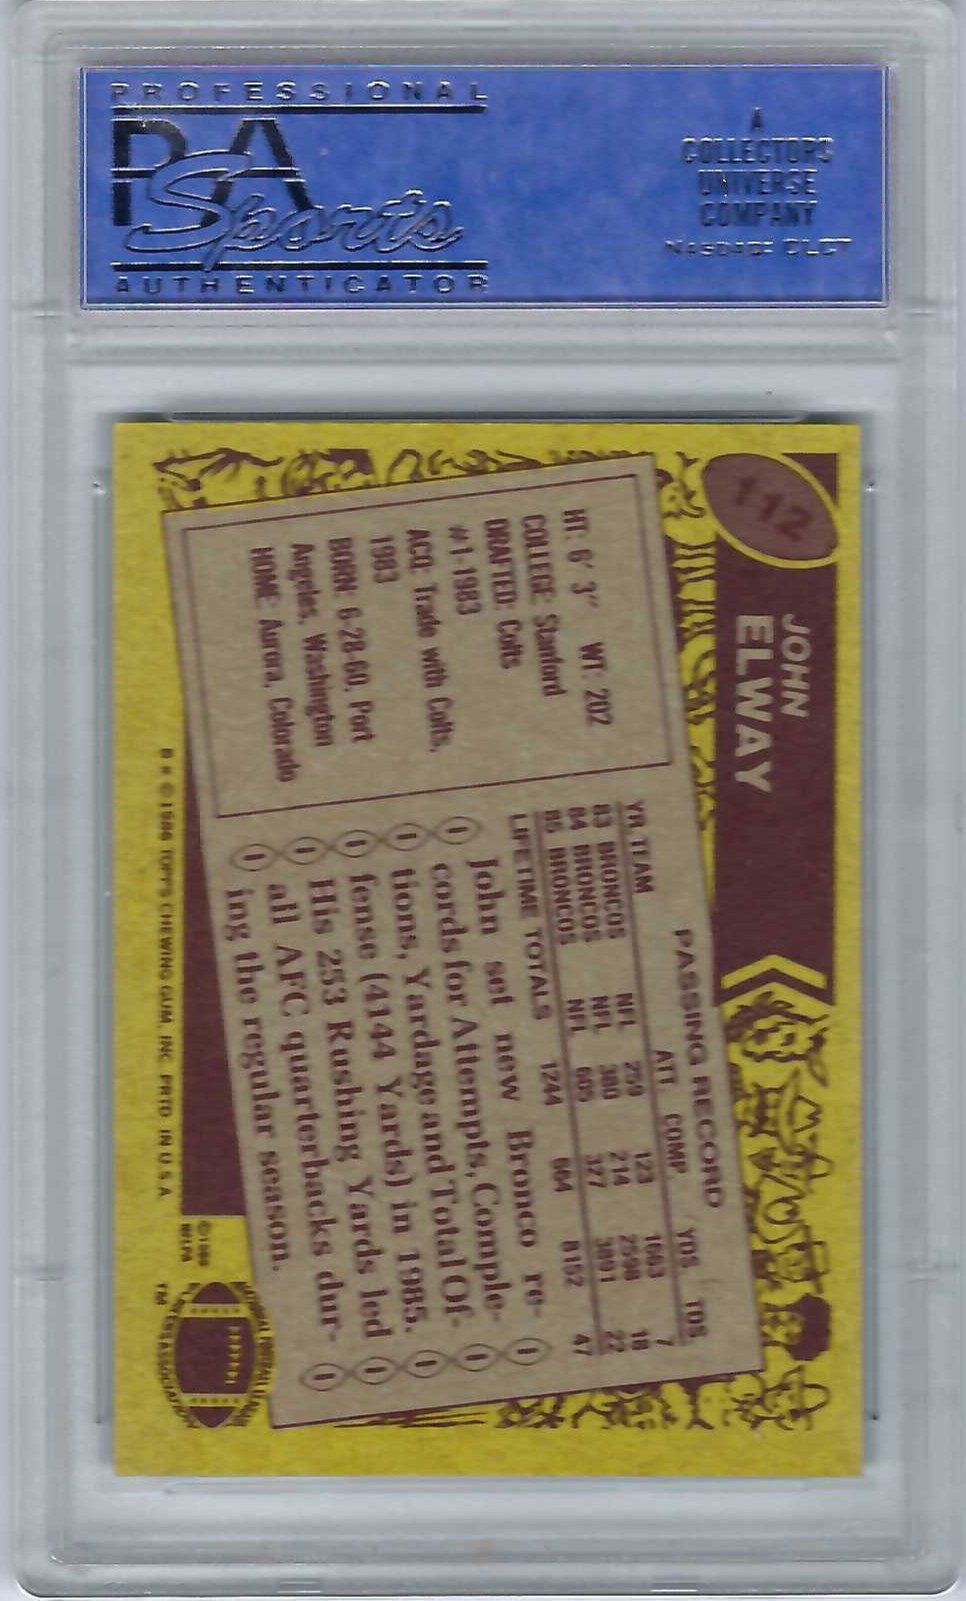 PROFESSIONAL
PSA
Sports
AUTHENTICATOR
A
COLLECTORS
UNIVERSE
COMPANY
NASDAQ: CLCT
112
JOHN
ELWAY
HT: 6' 3" WT: 202
COLLEGE: Stanford
DRAFTED: Colts
#1-1983
ACQ: Trade with Colts,
1983
BORN: 6-28-60, Port
Angeles, Washington
HOME: Aurora, Colorado
PASSING RECORD
YR TEAM ATT COMP YDS TDS
83 BRONCOS NFL 259 123 1663 7
84 BRONCOS NFL 380 214 2598 18
85 BRONCOS NFL 605 327 3891 22
LIFETIME TOTALS 1244 664 8152 47
John set new Bronco re-
cords for Attempts, Comple-
tions, Yardage and Total Of-
fense (4144 Yards) in 1985.
His 253 Rushing Yards led
all AFC quarterbacks dur-
ing the regular season.
© 1986 TOPPS CHEWING GUM, INC. PRTD. IN U.S.A.
NFLPA